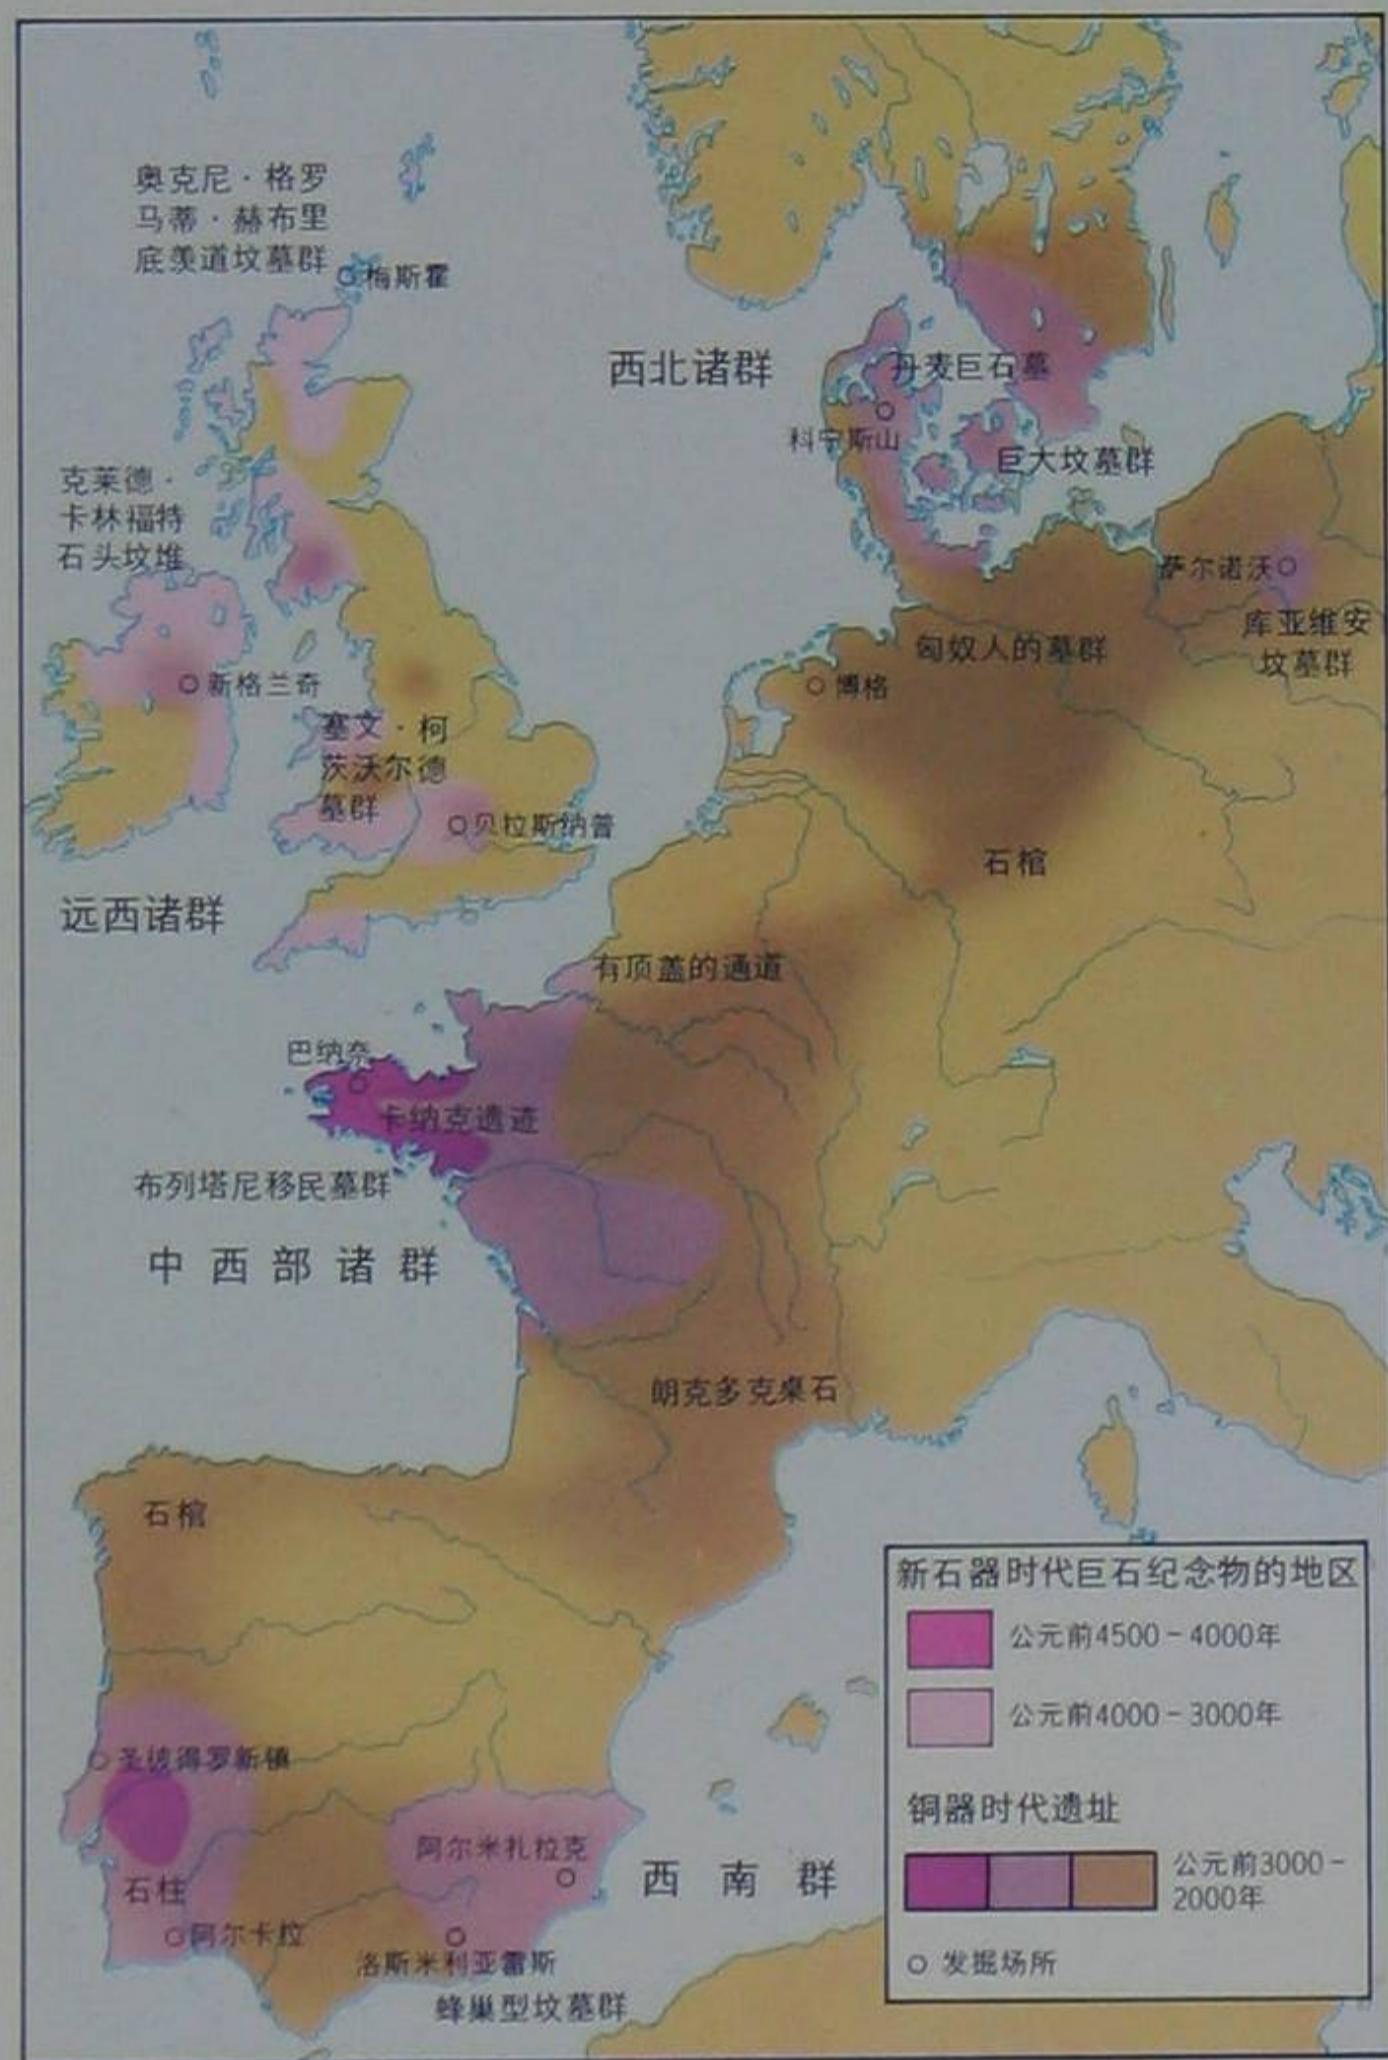 奥克尼·格罗
马蒂·赫布里
底羡道坟墓群
梅斯霍
西北诸群
丹麦巨石墓
科宁斯山
巨大坟墓群
克莱德·
卡林福特
石头坟堆
萨尔诺沃
库亚维安
坟墓群
匈奴人的墓群
新格兰奇
博格
塞文·柯
茨沃尔德
墓群
贝拉斯纳普
石棺
远西诸群
有顶盖的通道
巴纳奈
卡纳克遗迹
布列塔尼移民墓群
中西部诸群
朗克多克桌石
石棺
圣彼得罗新镇
阿尔米扎拉克
西南群
石柱
阿尔卡拉
洛斯米利亚雷斯
蜂巢型坟墓群
新石器时代巨石纪念物的地区
公元前4500－4000年
公元前4000－3000年
铜器时代遗址
公元前3000－
2000年
发掘场所